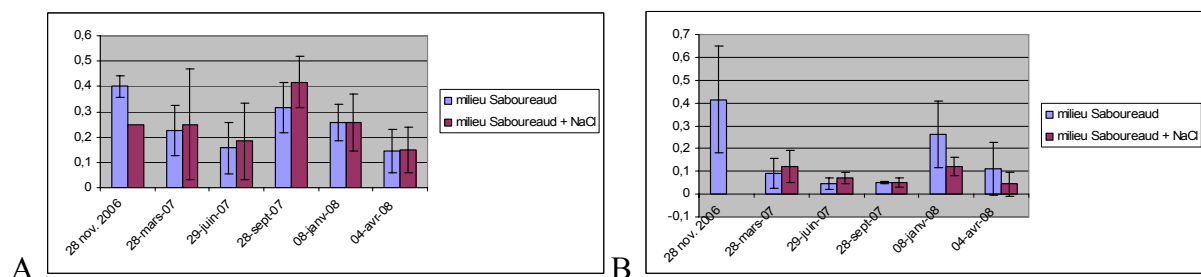 0,6
0,5
0,4
0,3
0,2
0,1
0
28 nov. 2006
28-mars-07
29-juin-07
28-sept-07
08-janv-08
04-avr-08
milieu Saboureaud
milieu Saboureaud + NaCl
A
0,7
0,6
0,5
0,4
0,3
0,2
0,1
0
-0,1
28 nov. 2006
28-mars-07
29-juin-07
28-sept-07
08-janv-08
04-avr-08
milieu Saboureaud
milieu Saboureaud + NaCl
B